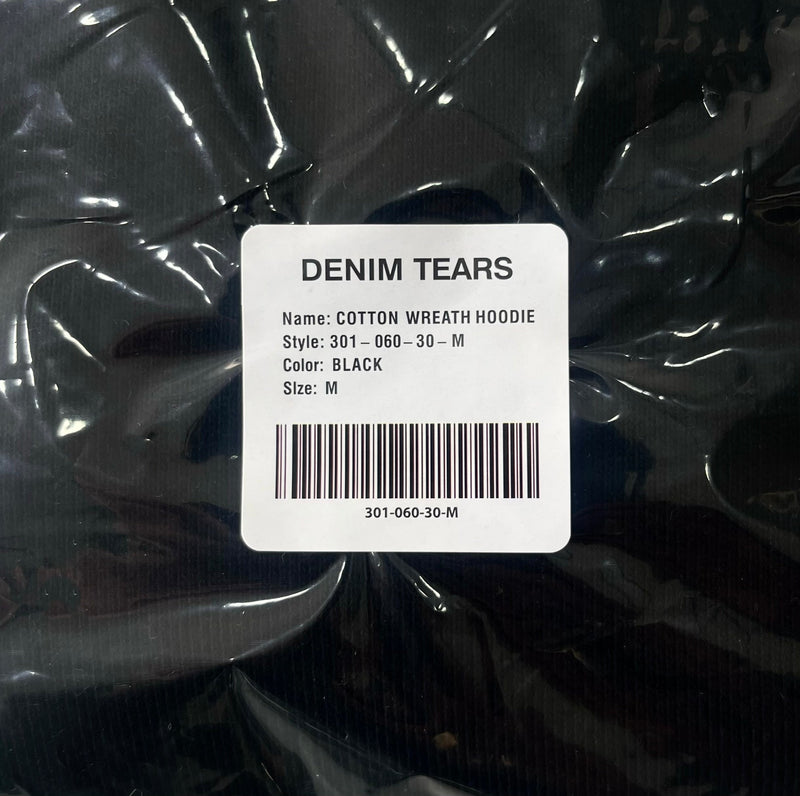 DENIM TEARS
Name: COTTON WREATH HOODIE
Style: 301-060-30-M
Color: BLACK
SIze: M
301-060-30-M